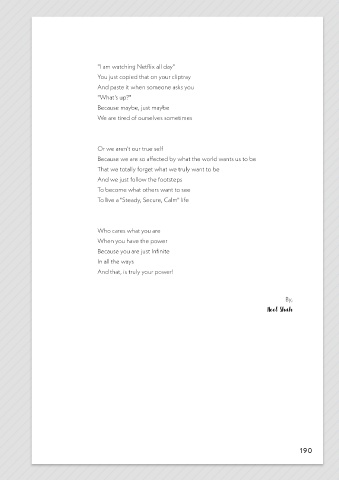 "I am watching Netflix all day"
You just copied that on your cliptray
And paste it when someone asks you
"What's up?"
Because maybe, just maybe
We are tired of ourselves sometimes
Or we aren't our true self
Because we are so affected by what the world wants us to be
That we totally forget what we truly want to be
And we just follow the footsteps
To become what others want to see
To live a "Steady, Secure, Calm" life
Who cares what you are
When you have the power
Because you are just Infinite
In all the ways
And that, is truly your power!
By,
Neel Shah
190